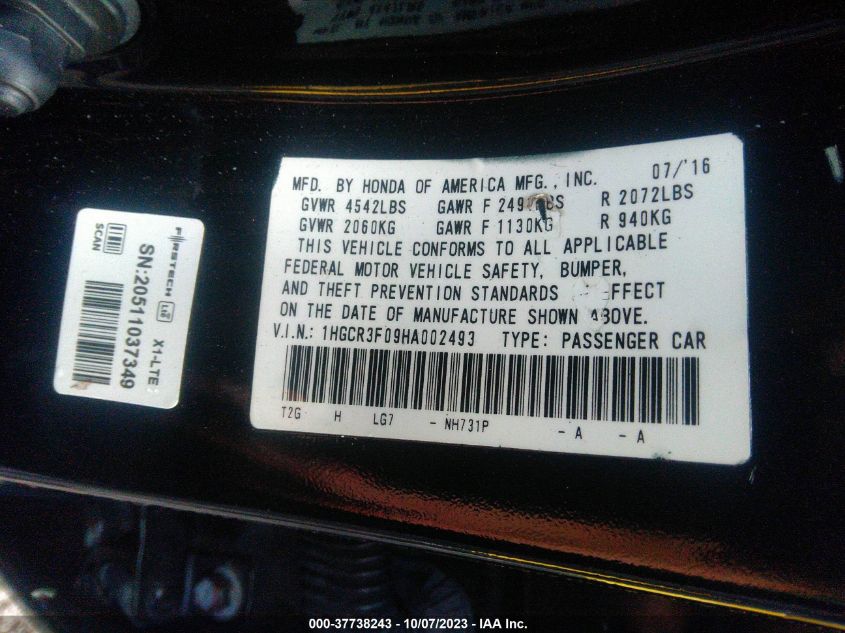 MFD. BY HONDA OF AMERICA MFG., INC. 07/'16
GVWR 4542LBS GAWR F R 2072LBS
GVWR 2060KG GAWR F 1130KG R 940KG
THIS VEHICLE CONFORMS TO ALL APPLICABLE
FEDERAL MOTOR VEHICLE SAFETY, BUMPER,
AND THEFT PREVENTION STANDARDS EFFECT
ON THE DATE OF MANUFACTURE SHOWN ABOVE.
V.I.N.: 1HGCR3F09HA002493 TYPE: PASSENGER CAR
T2G H LG7 - NH731P - A - A
FIRSTECH Ltd X1-LTE
SN:20511037349
SCAN
000-37738243 - 10/07/2023 - IAA Inc.